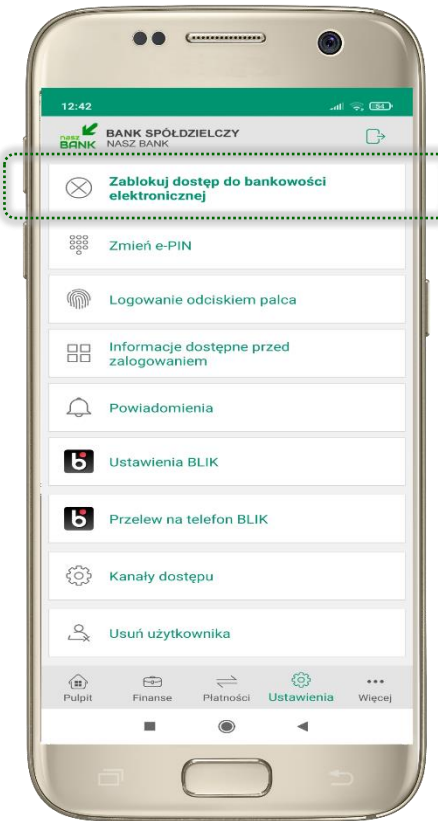 12:42
54
nasz BANK
BANK SPÓŁDZIELCZY
NASZ BANK
Zablokuj dostęp do bankowości
elektronicznej
Zmień e-PIN
Logowanie odciskiem palca
Informacje dostępne przed
zalogowaniem
Powiadomienia
Ustawienia BLIK
Przelew na telefon BLIK
Kanały dostępu
Usuń użytkownika
Pulpit Finanse Płatności Ustawienia Więcej